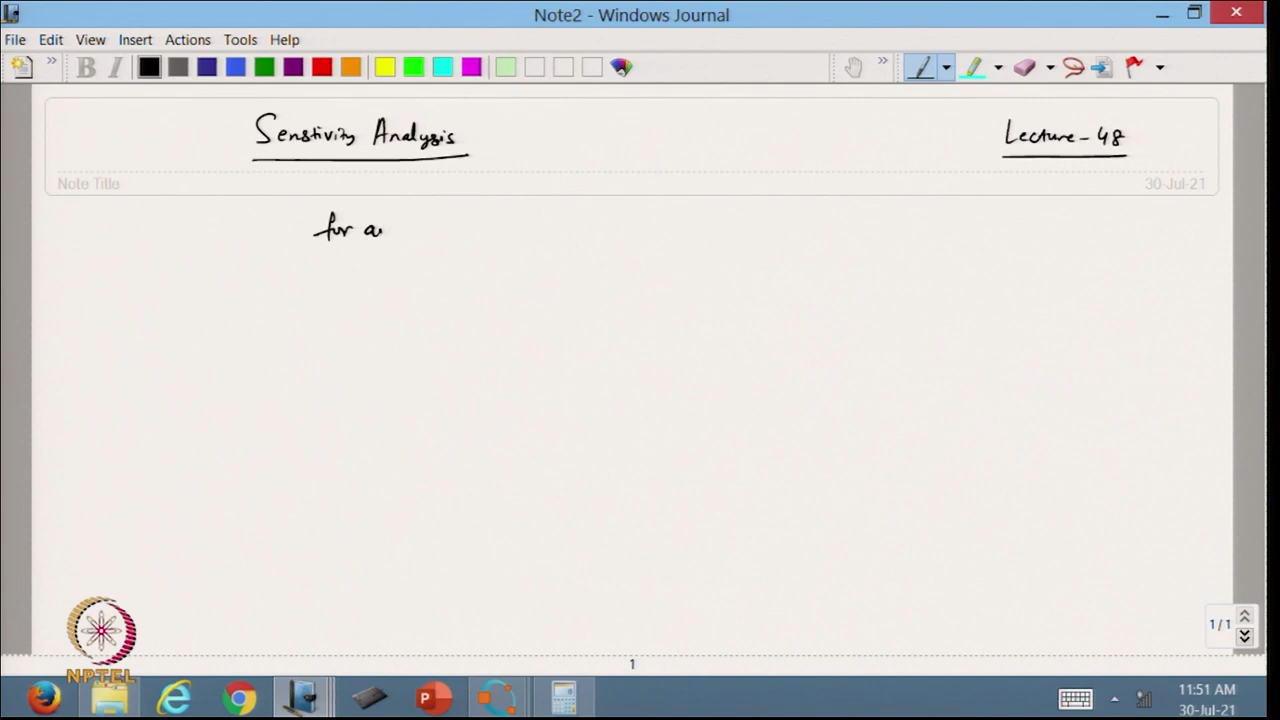 Note2 - Windows Journal
File Edit View Insert Actions Tools Help
B I
Senstivity Analysis
Lecture-48
Note Title
30-Jul-21
for a
1 / 1
1
NPTEL
11:51 AM
30-Jul-21